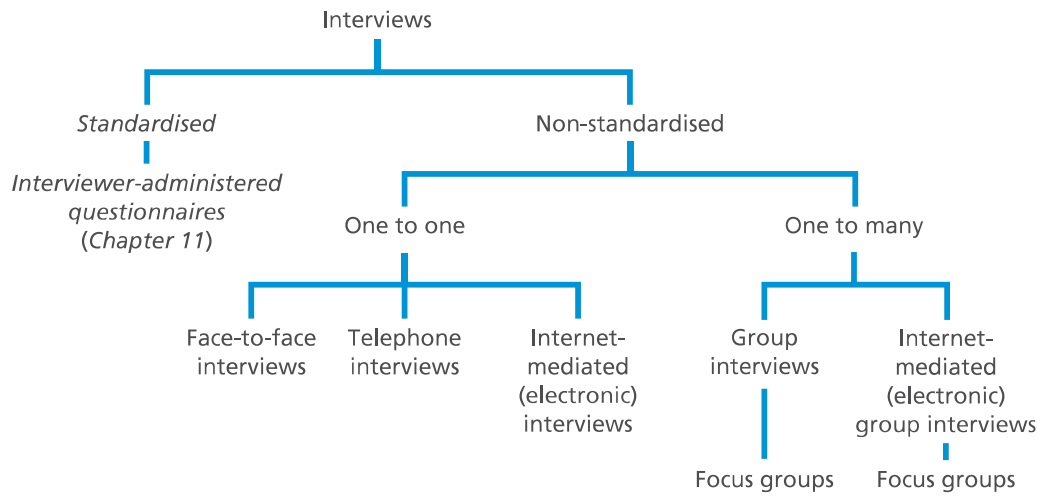 Interviews
Standardised
Non-standardised
Interviewer-administered
questionnaires
(Chapter 11)
One to one
One to many
Face-to-face
interviews
Telephone
interviews
Internet-
mediated
(electronic)
interviews
Group
interviews
Internet-
mediated
(electronic)
group interviews
Focus groups
Focus groups